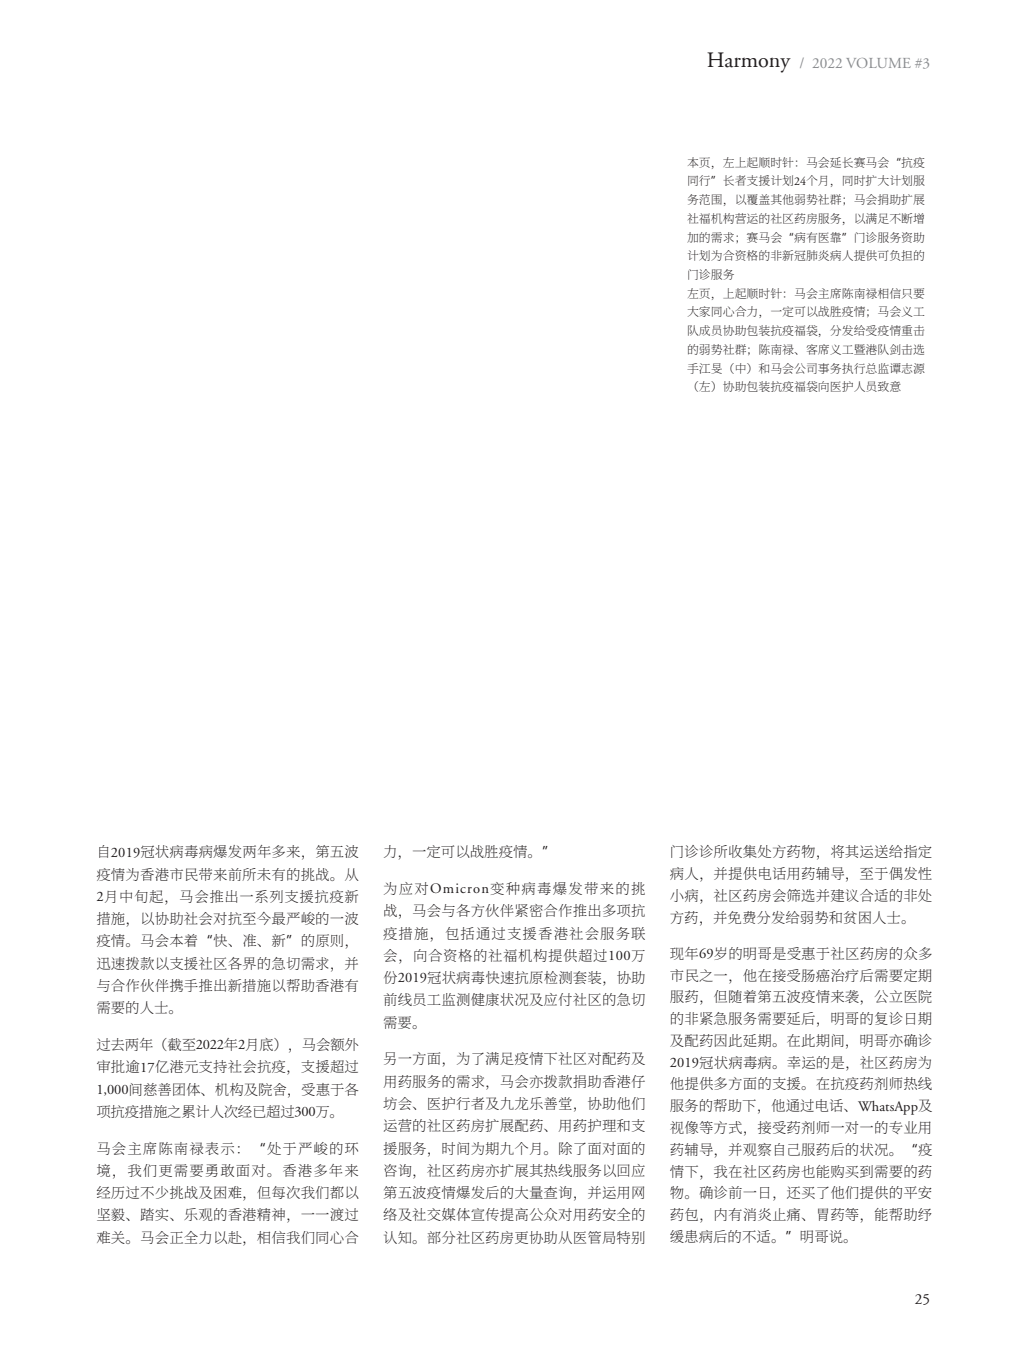 Harmony / 2022 VOLUME #3
本页，左上起顺时针：马会延长赛马会“抗疫
同行”长者支援计划24个月，同时扩大计划服
务范围，以覆盖其他弱势社群；马会捐助扩展
社福机构营运的社区药房服务，以满足不断增
加的需求；赛马会“病有医靠”门诊服务资助
计划为合资格的非新冠肺炎病人提供可负担的
门诊服务
左页，上起顺时针：马会主席陈南禄相信只要
大家同心合力，一定可以战胜疫情；马会义工
队成员协助包装抗疫福袋，分发给受疫情重击
的弱势社群；陈南禄、客席义工暨港队剑击选
手江旻（中）和马会公司事务执行总监谭志源
（左）协助包装抗疫福袋向医护人员致意
自2019冠状病毒病爆发两年多来，第五波
疫情为香港市民带来前所未有的挑战。从
2月中旬起，马会推出一系列支援抗疫新
措施，以协助社会对抗至今最严峻的一波
疫情。马会本着“快、准、新”的原则，
迅速拨款以支援社区各界的急切需求，并
与合作伙伴携手推出新措施以帮助香港有
需要的人士。
过去两年（截至2022年2月底），马会额外
审批逾17亿港元支持社会抗疫，支援超过
1,000间慈善团体、机构及院舍，受惠于各
项抗疫措施之累计人次经已超过300万。
马会主席陈南禄表示：“处于严峻的环
境，我们更需要勇敢面对。香港多年来
经历过不少挑战及困难，但每次我们都以
坚毅、踏实、乐观的香港精神，一一渡过
难关。马会正全力以赴，相信我们同心合
力，一定可以战胜疫情。”
为应对Omicron变种病毒爆发带来的挑
战，马会与各方伙伴紧密合作推出多项抗
疫措施，包括通过支援香港社会服务联
会，向合资格的社福机构提供超过100万
份2019冠状病毒快速抗原检测套装，协助
前线员工监测健康状况及应付社区的急切
需要。
另一方面，为了满足疫情下社区对配药及
用药服务的需求，马会亦拨款捐助香港仔
坊会、医护行者及九龙乐善堂，协助他们
运营的社区药房扩展配药、用药护理和支
援服务，时间为期九个月。除了面对面的
咨询，社区药房亦扩展其热线服务以回应
第五波疫情爆发后的大量查询，并运用网
络及社交媒体宣传提高公众对用药安全的
认知。部分社区药房更协助从医管局特别
门诊诊所收集处方药物，将其运送给指定
病人，并提供电话用药辅导，至于偶发性
小病，社区药房会筛选并建议合适的非处
方药，并免费分发给弱势和贫困人士。
现年69岁的明哥是受惠于社区药房的众多
市民之一，他在接受肠癌治疗后需要定期
服药，但随着第五波疫情来袭，公立医院
的非紧急服务需要延后，明哥的复诊日期
及配药因此延期。在此期间，明哥亦确诊
2019冠状病毒病。幸运的是，社区药房为
他提供多方面的支援。在抗疫药剂师热线
服务的帮助下，他通过电话、WhatsApp及
视像等方式，接受药剂师一对一的专业用
药辅导，并观察自己服药后的状况。“疫
情下，我在社区药房也能购买到需要的药
物。确诊前一日，还买了他们提供的平安
药包，内有消炎止痛、胃药等，能帮助纾
缓患病后的不适。”明哥说。
25